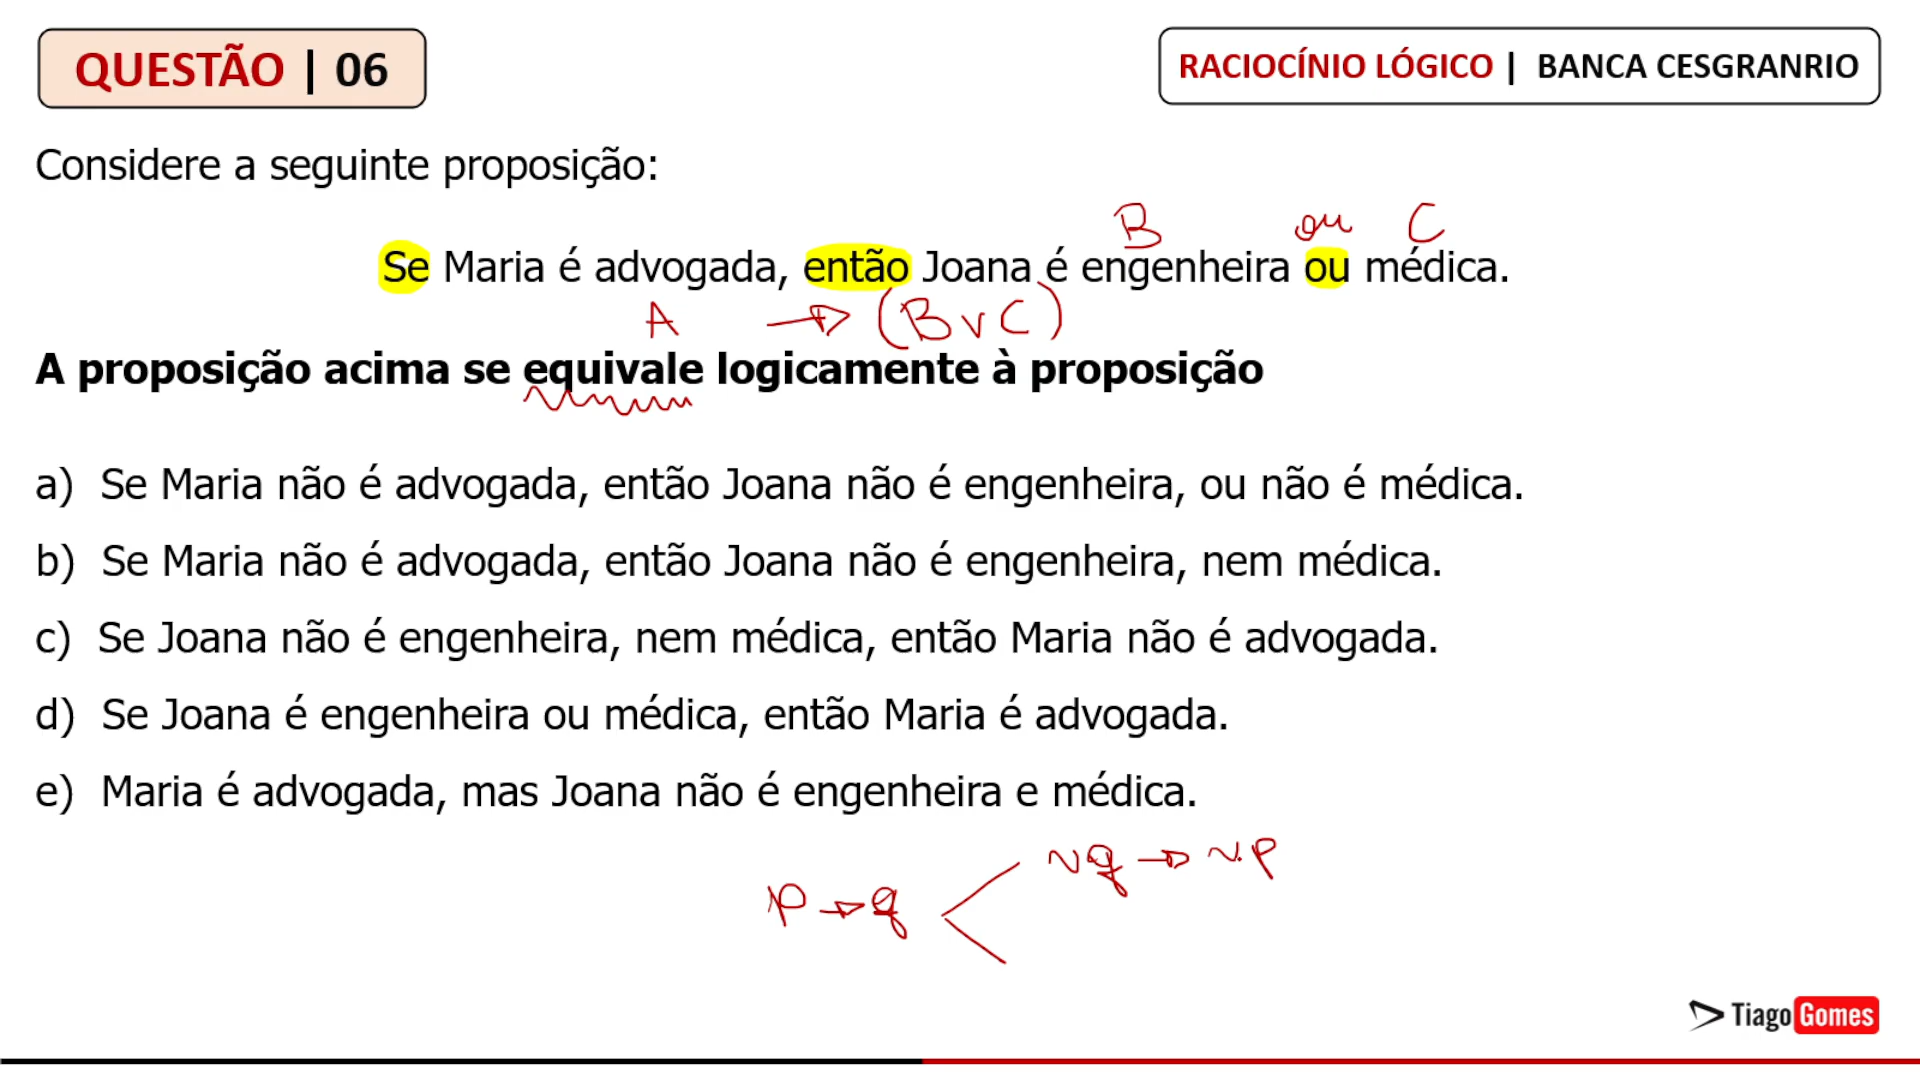 QUESTÃO | 06
RACIOCÍNIO LÓGICO | BANCA CESGRANRIO
Considere a seguinte proposição:
B ou C
Se Maria é advogada, então Joana é engenheira ou médica.
A → (B v C)
A proposição acima se equivale logicamente à proposição
a) Se Maria não é advogada, então Joana não é engenheira, ou não é médica.
b) Se Maria não é advogada, então Joana não é engenheira, nem médica.
c) Se Joana não é engenheira, nem médica, então Maria não é advogada.
d) Se Joana é engenheira ou médica, então Maria é advogada.
e) Maria é advogada, mas Joana não é engenheira e médica.
~q → ~p
p → q
Tiago Gomes